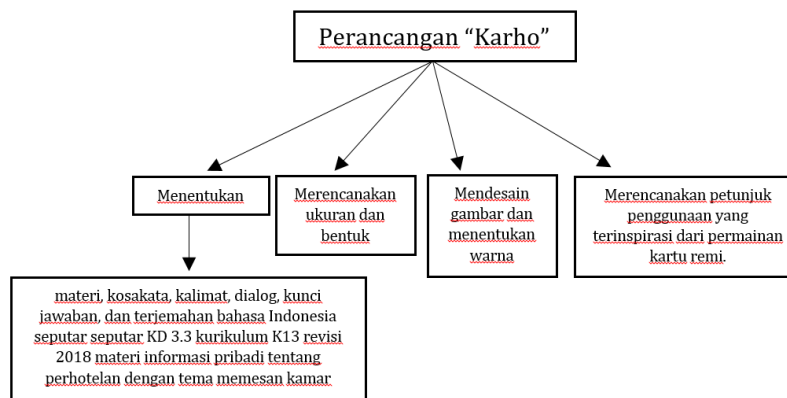 Perancangan “Karho”
Menentukan
Merencanakan
ukuran dan
bentuk
Mendesain
gambar dan
menentukan
warna
Merencanakan petunjuk
penggunaan yang
terinspirasi dari permainan
kartu remi.
materi, kosakata, kalimat, dialog, kunci
jawaban, dan terjemahan bahasa Indonesia
seputar seputar KD 3.3 kurikulum K13 revisi
2018 materi informasi pribadi tentang
perhotelan dengan tema memesan kamar